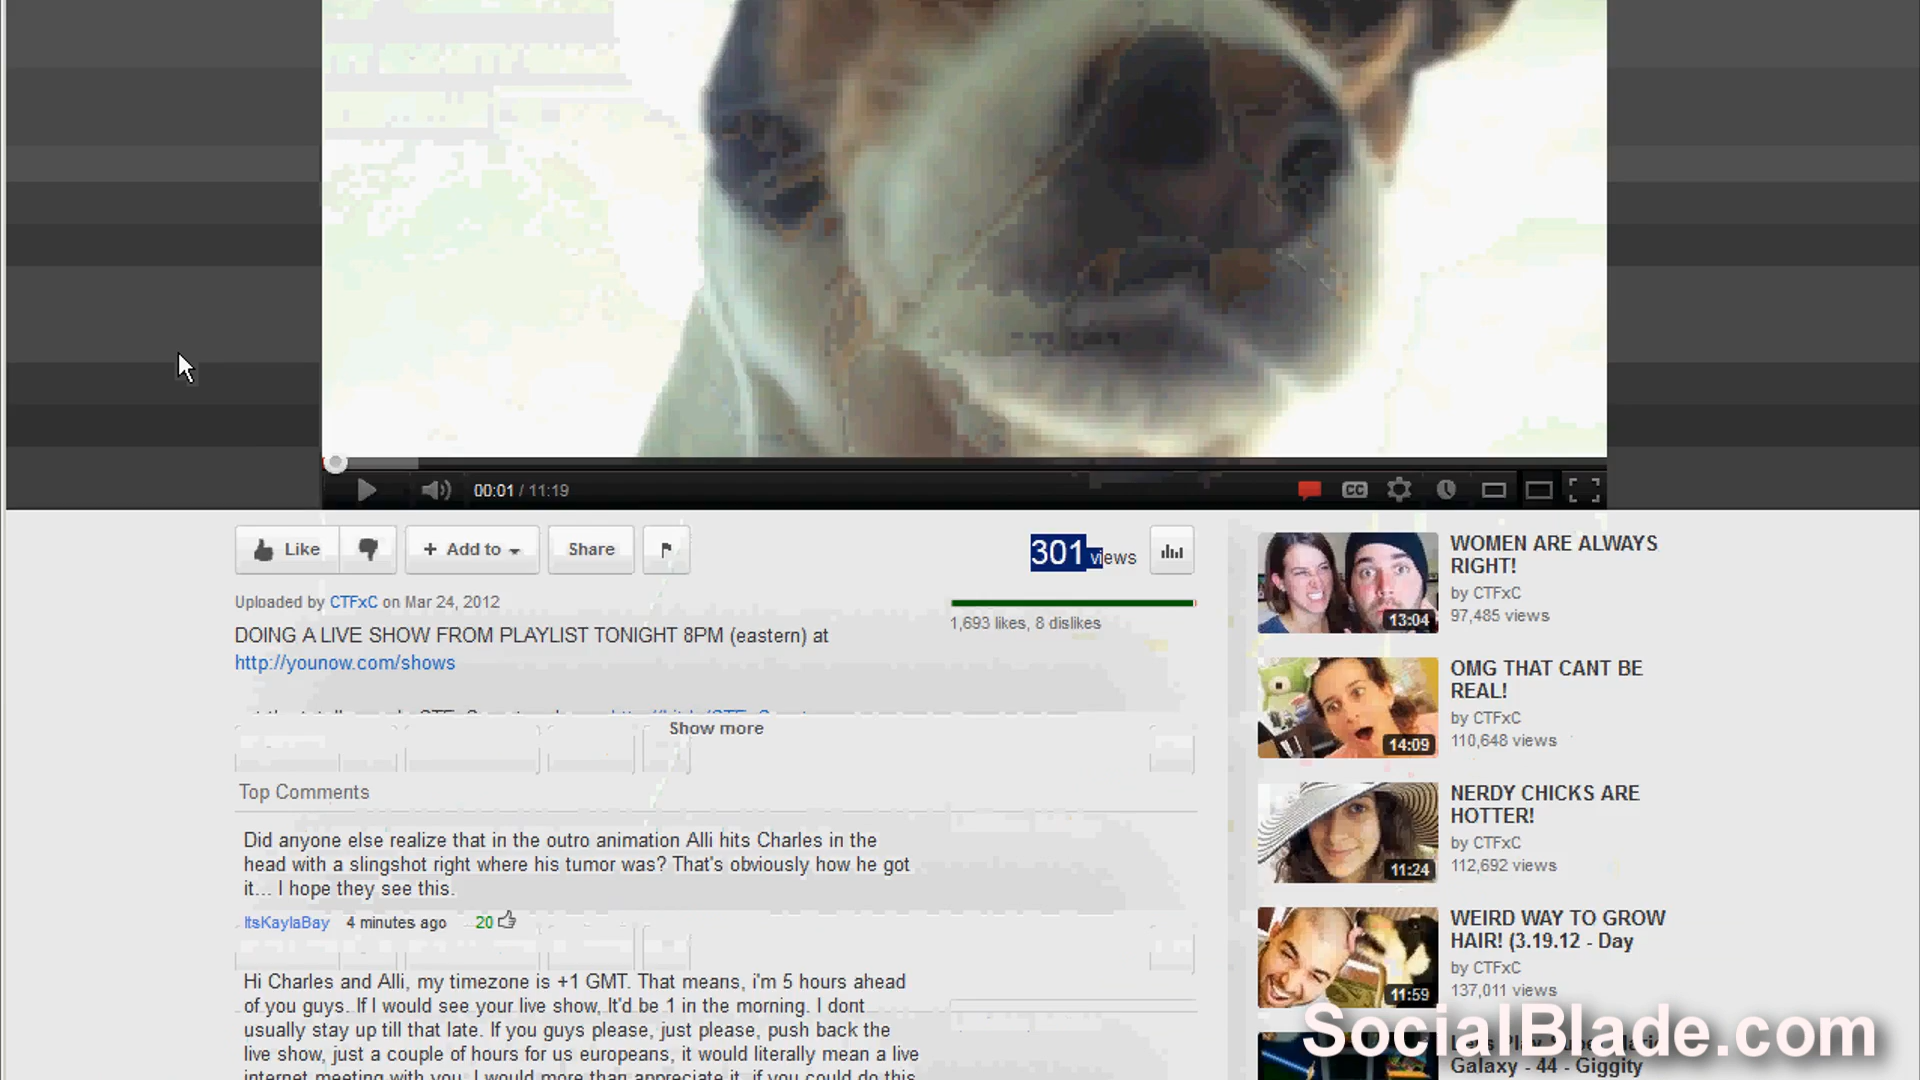 00:01 / 11:19
CC
Like
+ Add to
Share
301 views
Uploaded by CTFxC on Mar 24, 2012
1,693 likes, 8 dislikes
DOING A LIVE SHOW FROM PLAYLIST TONIGHT 8PM (eastern) at
http://younow.com/shows
Show more
Top Comments
Did anyone else realize that in the outro animation Alli hits Charles in the
head with a slingshot right where his tumor was? That's obviously how he got
it... I hope they see this.
ItsKaylaBay 4 minutes ago 20
Hi Charles and Alli, my timezone is +1 GMT. That means, i'm 5 hours ahead
of you guys. If I would see your live show, It'd be 1 in the morning. I dont
usually stay up till that late. If you guys please, just please, push back the
live show, just a couple of hours for us europeans, it would literally mean a live
internet meeting with you. I would more than appreciate it, if you could do this
WOMEN ARE ALWAYS
RIGHT!
by CTFxC
97,485 views
13:04
OMG THAT CANT BE
REAL!
by CTFxC
110,648 views
14:09
NERDY CHICKS ARE
HOTTER!
by CTFxC
112,692 views
11:24
WEIRD WAY TO GROW
HAIR! (3.19.12 - Day
by CTFxC
137,011 views
11:59
SocialBlade.com
Galaxy - 44 - Giggity